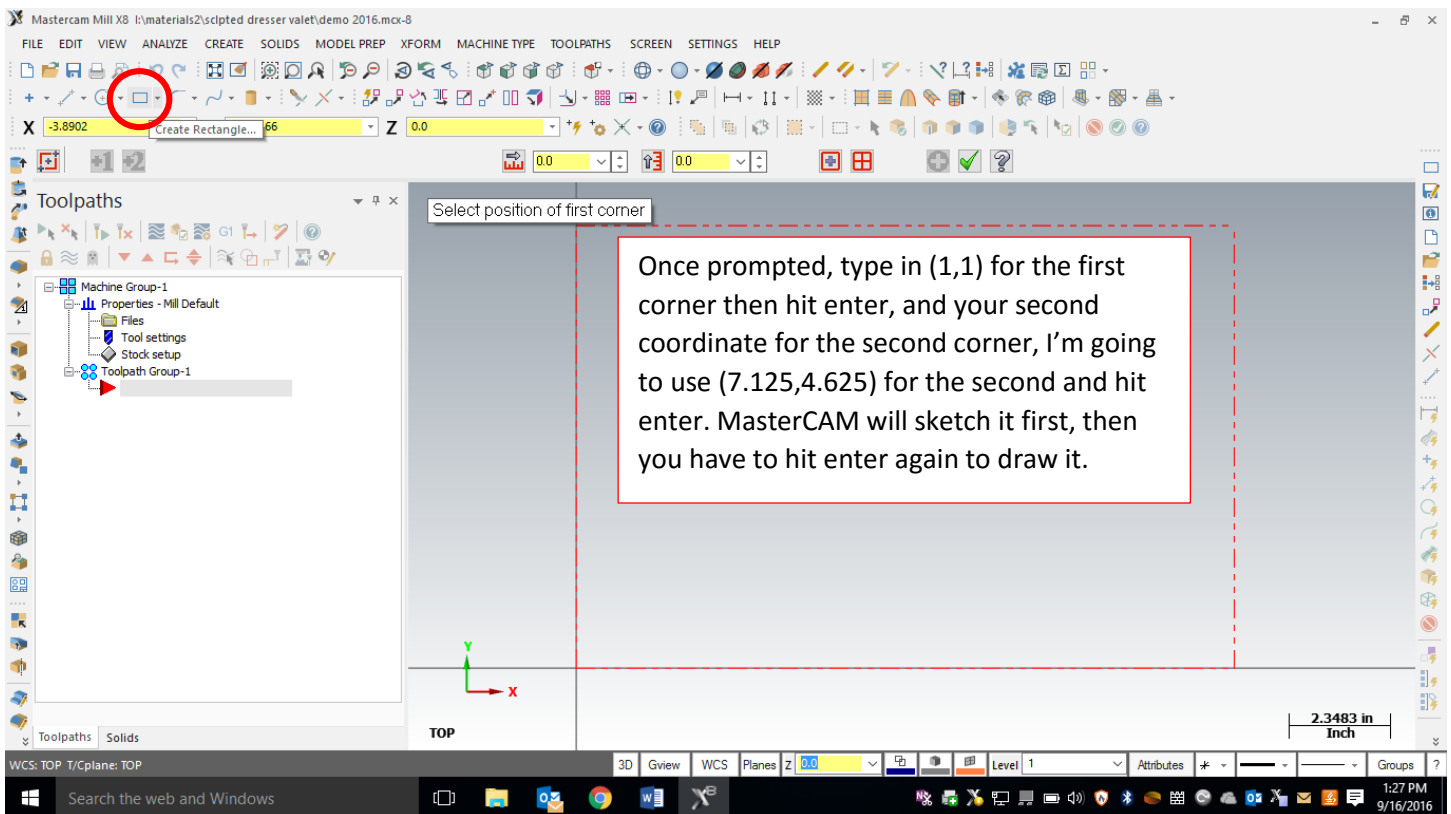 Mastercam Mill X8 I:\materials2\sclpted dresser valet\demo 2016.mcx-8
FILE EDIT VIEW ANALYZE CREATE SOLIDS MODEL PREP XFORM MACHINE TYPE TOOLPATHS SCREEN SETTINGS HELP
X -3.8902 66 Z 0.0
Create Rectangle...
+1 +2 0.0 0.0
Toolpaths
Select position of first corner
G1
Machine Group-1
Properties - Mill Default
Files
Tool settings
Stock setup
Toolpath Group-1
Once prompted, type in (1,1) for the first
corner then hit enter, and your second
coordinate for the second corner, I’m going
to use (7.125,4.625) for the second and hit
enter. MasterCAM will sketch it first, then
you have to hit enter again to draw it.
Y
X
TOP
2.3483 in
Inch
Toolpaths Solids
WCS: TOP T/Cplane: TOP
3D Gview WCS Planes Z 0.0 Level 1 Attributes Groups ?
Search the web and Windows
1:27 PM
9/16/2016